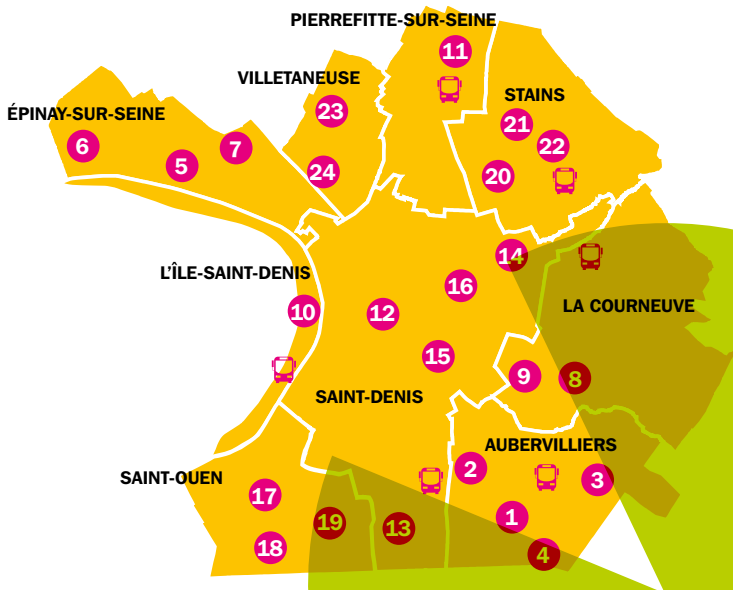 PIERREFITTE-SUR-SEINE
11
VILLETANEUSE
STAINS
23
21
ÉPINAY-SUR-SEINE
6
7
22
5
24
20
14
L'ÎLE-SAINT-DENIS
16
LA COURNEUVE
10
12
15
9
8
SAINT-DENIS
AUBERVILLIERS
2
SAINT-OUEN
3
17
1
19
13
18
4